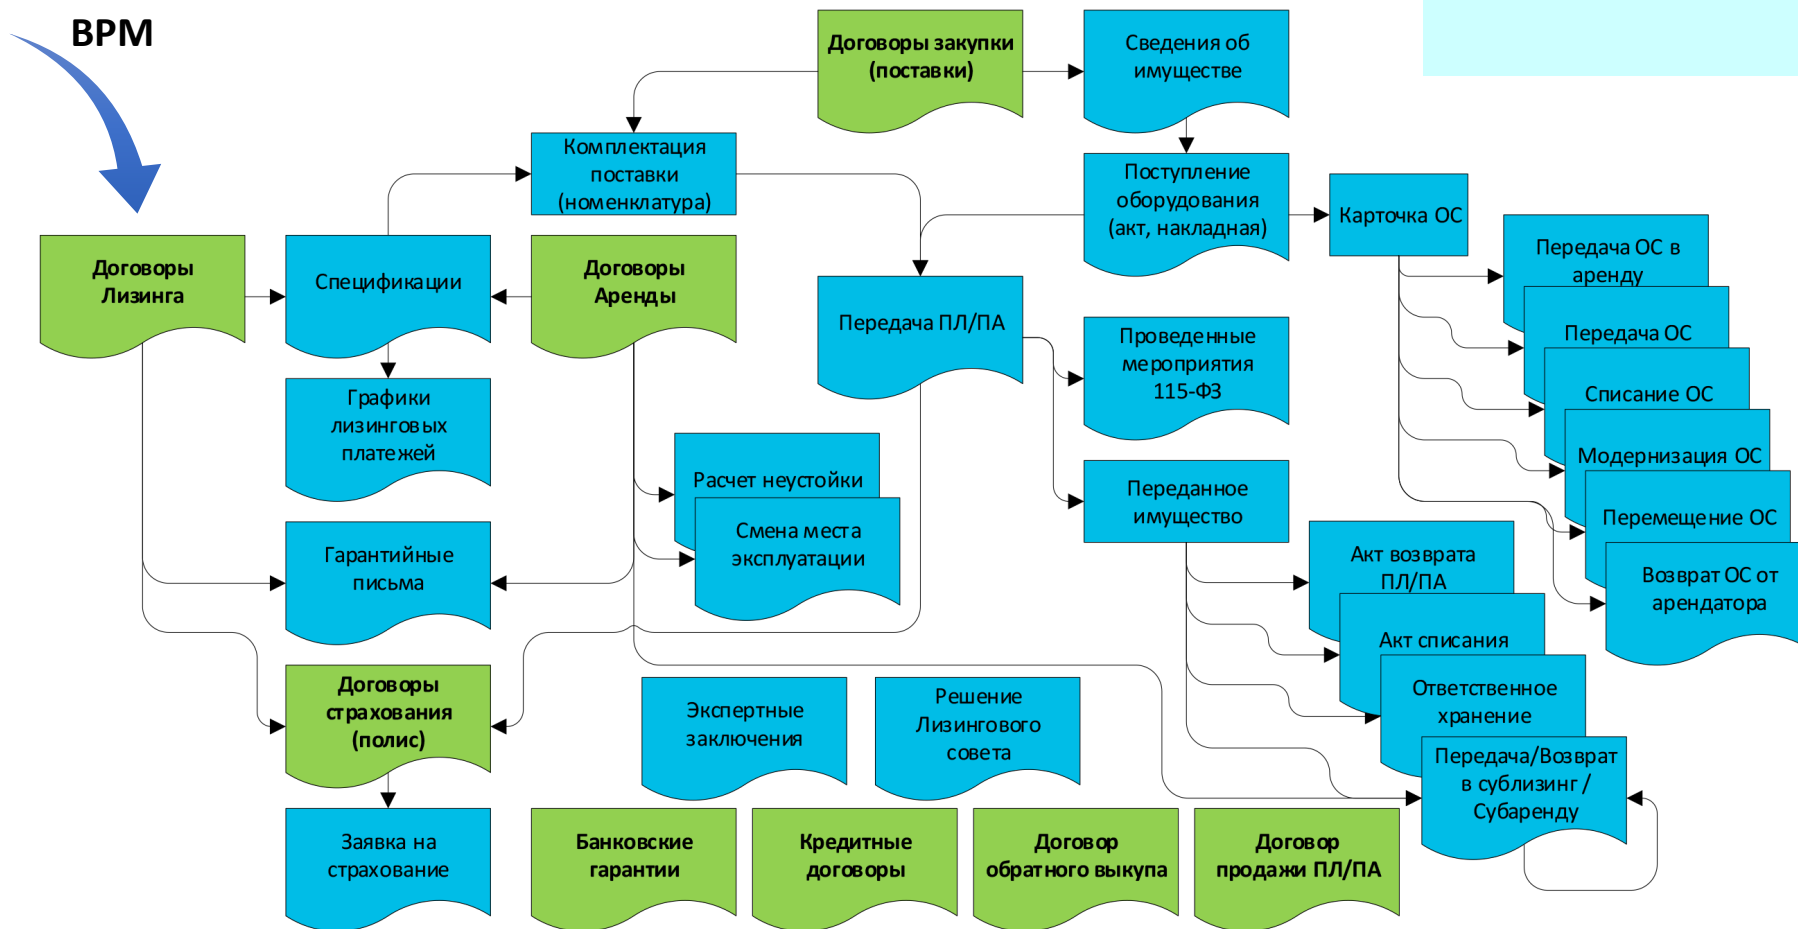 BPM
Договоры закупки
(поставки)
Сведения об
имуществе
Комплектация
поставки
(номенклатура)
Поступление
оборудования
(акт, накладная)
Карточка ОС
Договоры
Лизинга
Спецификации
Договоры
Аренды
Передача ПЛ/ПА
Передача ОС в
аренду
Передача ОС
Списание ОС
Модернизация ОС
Перемещение ОС
Возврат ОС от
арендатора
Графики
лизинговых
платежей
Проведенные
мероприятия
115-ФЗ
Расчет неустойки
Смена места
эксплуатации
Переданное
имущество
Гарантийные
письма
Акт возврата
ПЛ/ПА
Акт списания
Ответственное
хранение
Передача/Возврат
в сублизинг /
Субаренду
Договоры
страхования
(полис)
Экспертные
заключения
Решение
Лизингового
совета
Заявка на
страхование
Банковские
гарантии
Кредитные
договоры
Договор
обратного выкупа
Договор
продажи ПЛ/ПА